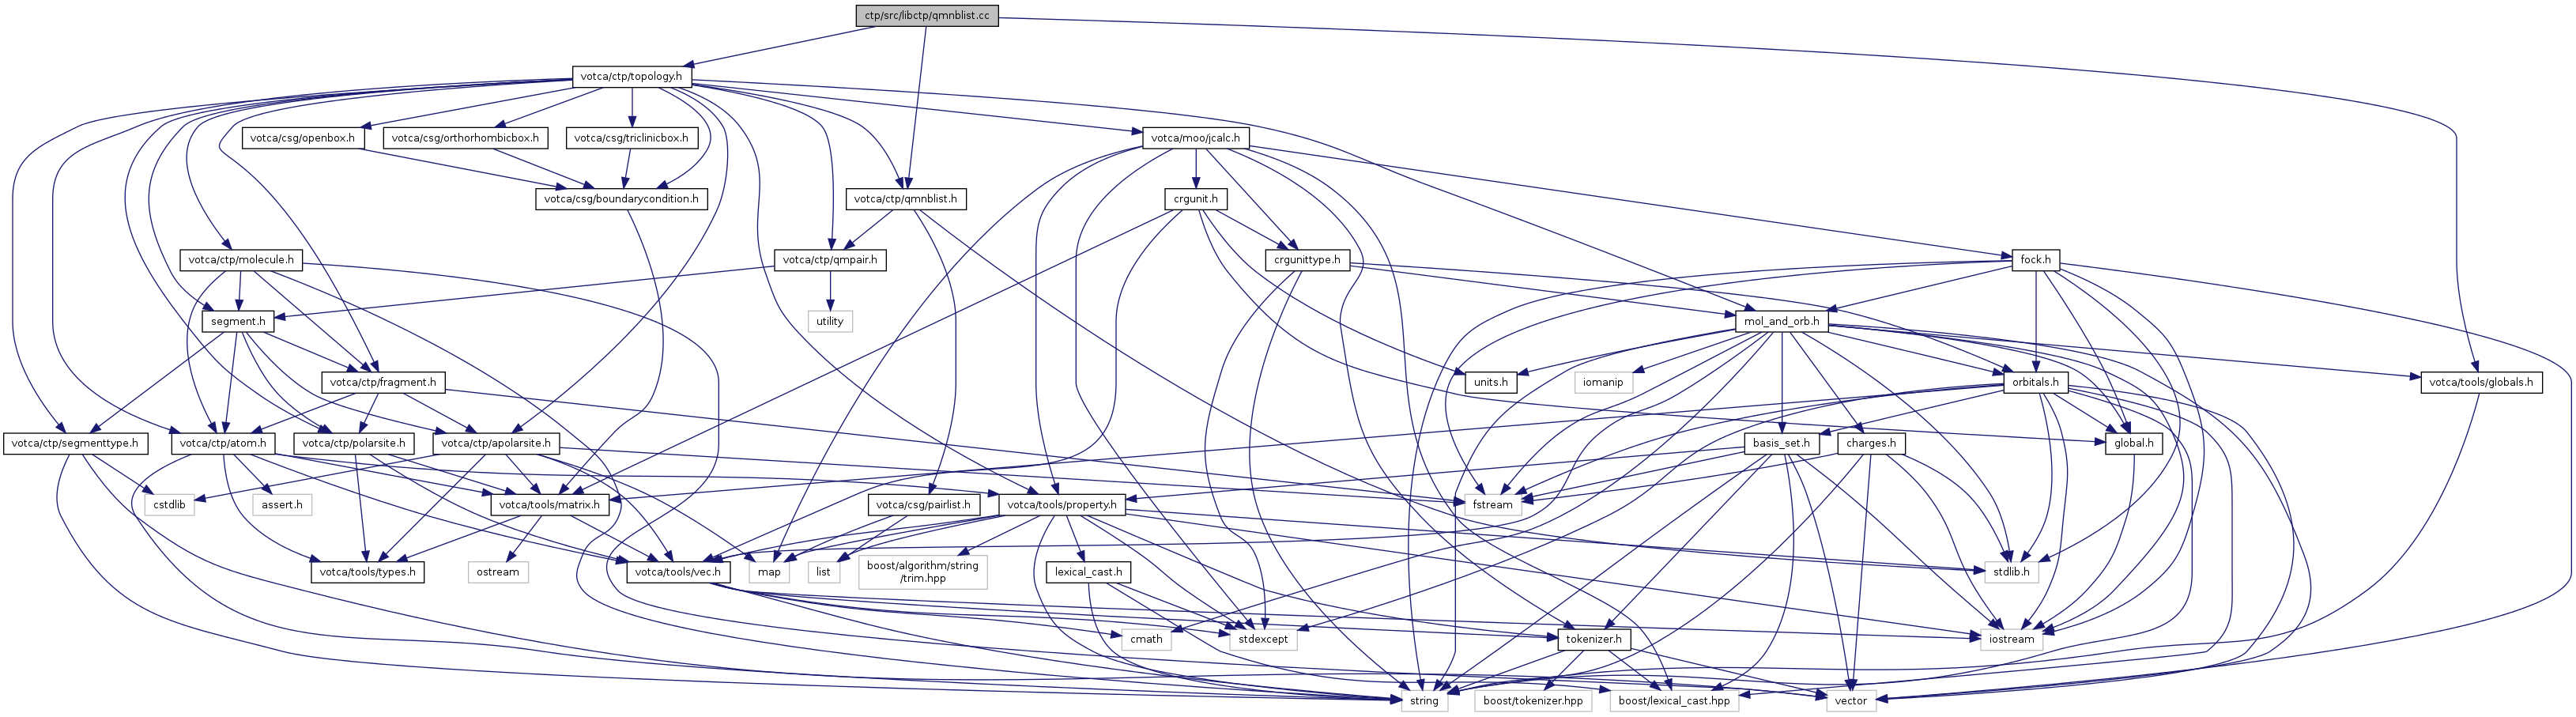 ctp/src/libctp/qmnblist.cc
votca/ctp/topology.h
votca/csg/openbox.h
votca/csg/orthorhombicbox.h
votca/csg/triclinicbox.h
votca/moo/jcalc.h
votca/csg/boundarycondition.h
votca/ctp/qmnblist.h
crgunit.h
votca/ctp/molecule.h
votca/ctp/qmpair.h
crgunittype.h
fock.h
segment.h
utility
mol_and_orb.h
votca/ctp/fragment.h
units.h
iomanip
orbitals.h
votca/tools/globals.h
votca/ctp/segmenttype.h
votca/ctp/atom.h
votca/ctp/polarsite.h
votca/ctp/apolarsite.h
basis_set.h
charges.h
global.h
cstdlib
assert.h
votca/tools/matrix.h
votca/csg/pairlist.h
votca/tools/property.h
fstream
votca/tools/types.h
ostream
votca/tools/vec.h
map
list
boost/algorithm/string
/trim.hpp
lexical_cast.h
stdlib.h
cmath
stdexcept
tokenizer.h
iostream
string
boost/tokenizer.hpp
boost/lexical_cast.hpp
vector